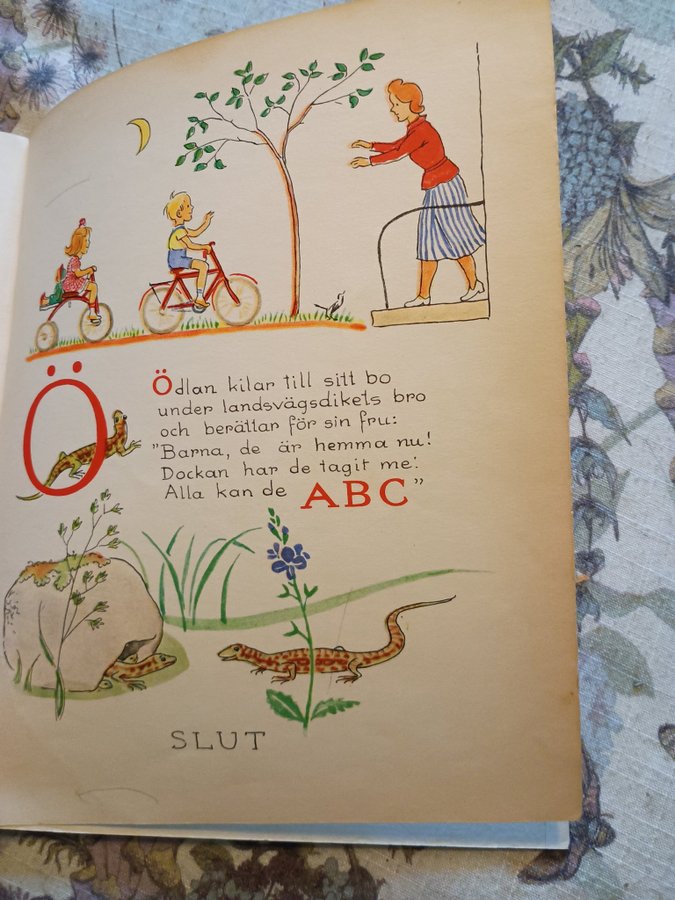 Ö
Ödlan kilar till sitt bo
under landsvägsdikets bro
och berättar för sin fru:
"Barna, de är hemma nu!
Dockan har de tagit me'.
Alla kan de ABC"
SLUT